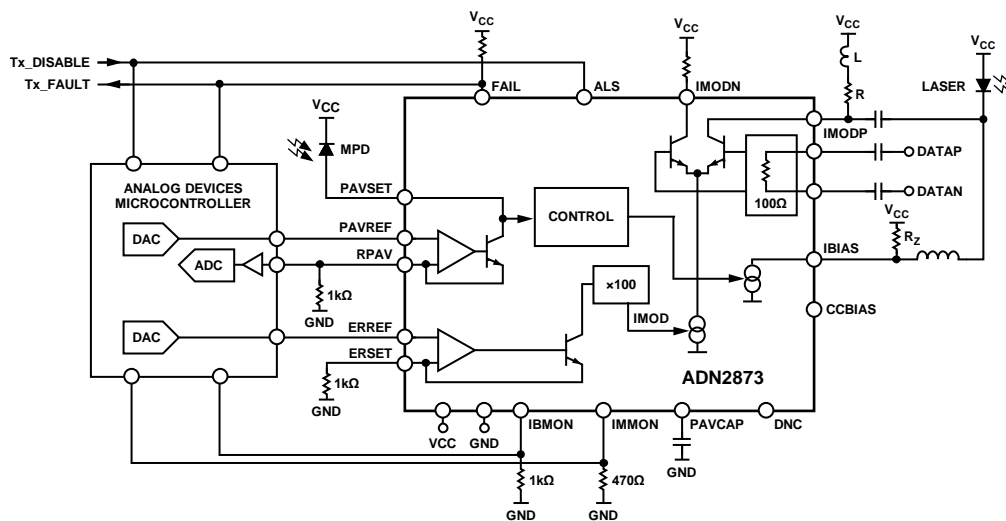 Tx_DISABLE
Tx_FAULT
VCC
FAIL
ALS
VCC
IMODN
VCC
L
R
VCC
LASER
IMODP
VCC
MPD
DATAP
DATAN
100Ω
ANALOG DEVICES
MICROCONTROLLER
PAVSET
CONTROL
DAC
PAVREF
ADC
RPAV
1kΩ
GND
VCC
RZ
IBIAS
×100
IMOD
CCBIAS
DAC
ERREF
ERSET
1kΩ
GND
ADN2873
VCC
GND
IBMON
IMMON
PAVCAP
DNC
GND
1kΩ
GND
470Ω
GND